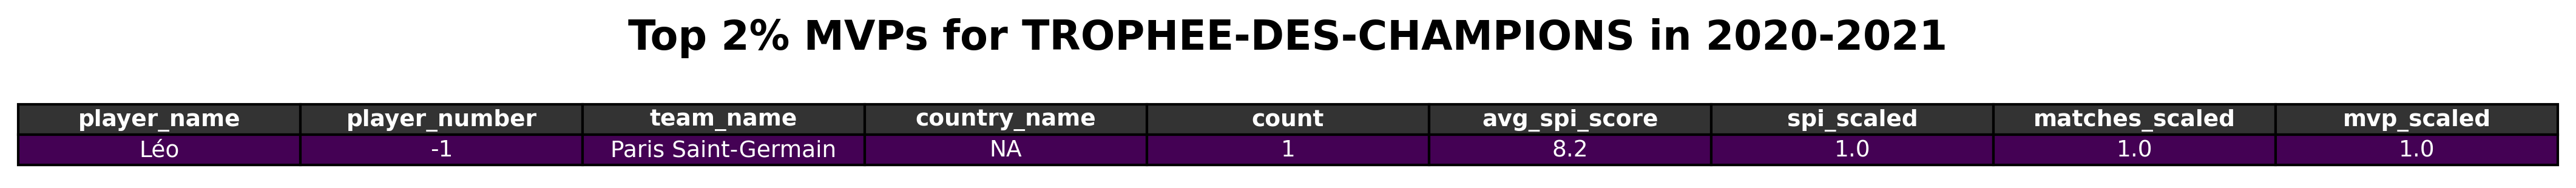 Top 2% MVPs for TROPHEE-DES-CHAMPIONS in 2020-2021
player_name player_number team_name country_name count avg_spi_score spi_scaled matches_scaled mvp_scaled
Léo -1 Paris Saint-Germain NA 1 8.2 1.0 1.0 1.0